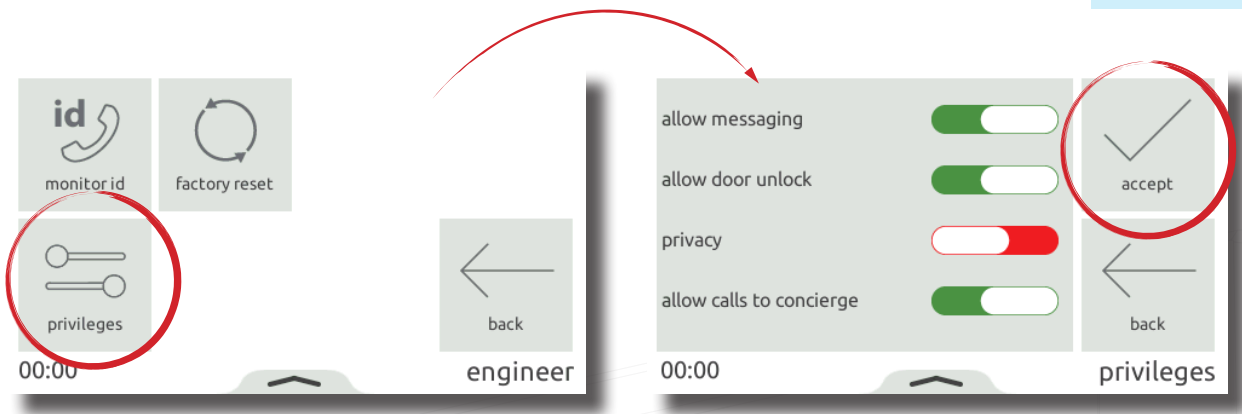 id
monitor id
factory reset
privileges
back
00:00
engineer
allow messaging
allow door unlock
privacy
allow calls to concierge
accept
back
00:00
privileges